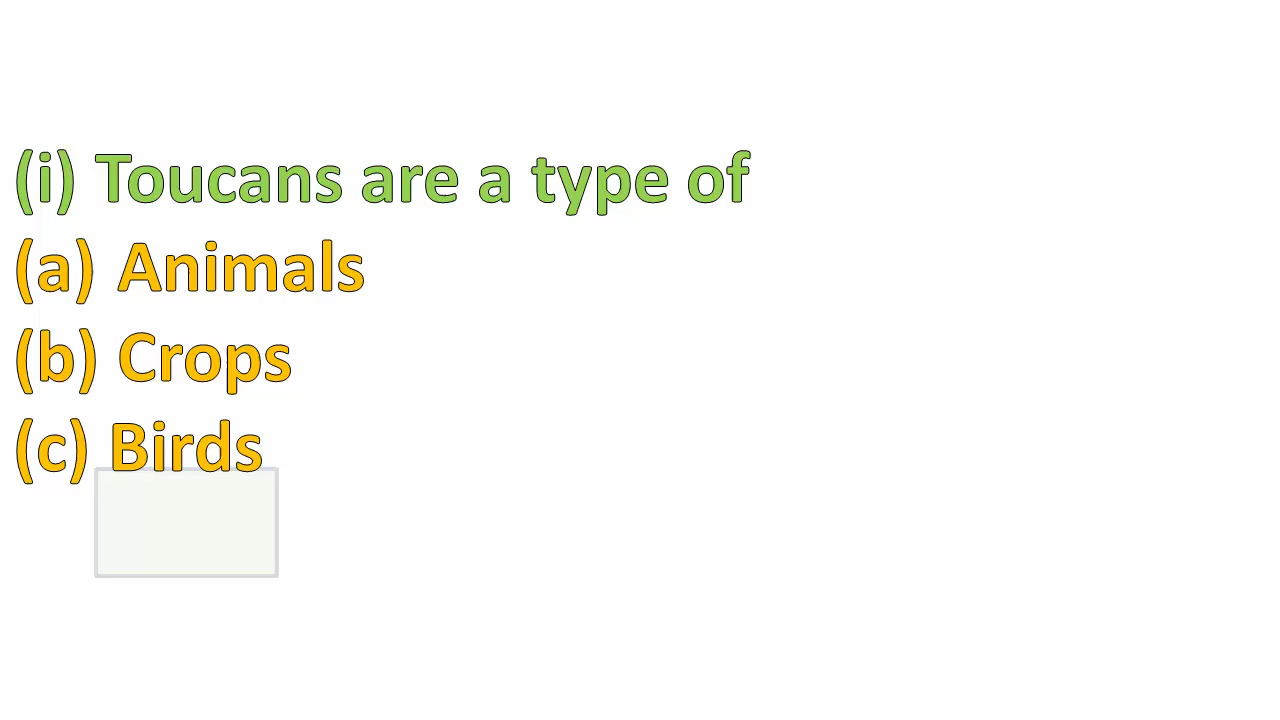 (i) Toucans are a type of
(a) Animals
(b) Crops
(c) Birds